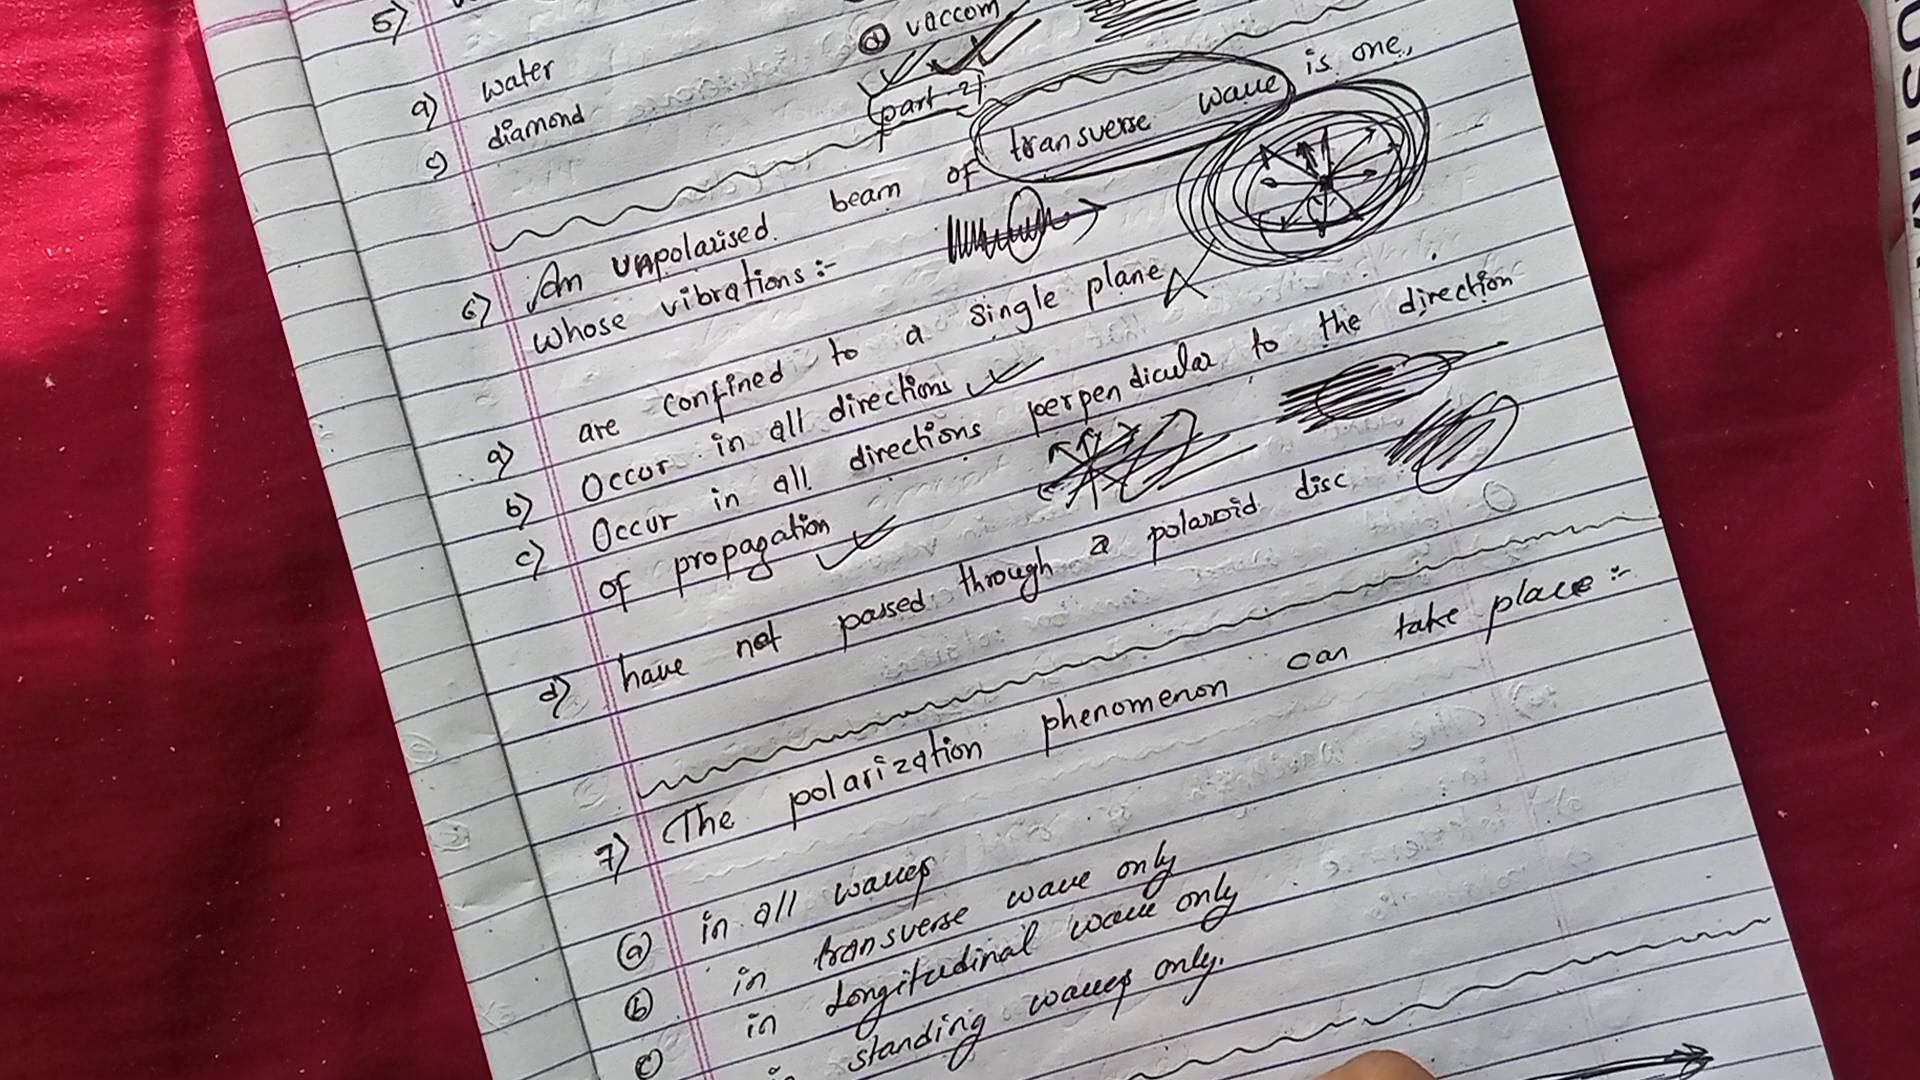 5)
d) vaccom
a) water
c) diamond
(part-2)
6) An unpolarised beam of transverse wave is one,
whose vibrations :-
a) are confined to a single plane
b) Occur in all directions
c) Occur in all directions perpendicular to the direction
of propagation
d) have not passed through a polaroid disc
7) The polarization phenomenon can take place :-
(a) in all waves
(b) in transverse wave only
(c) in Longitudinal wave only
standing waves only.